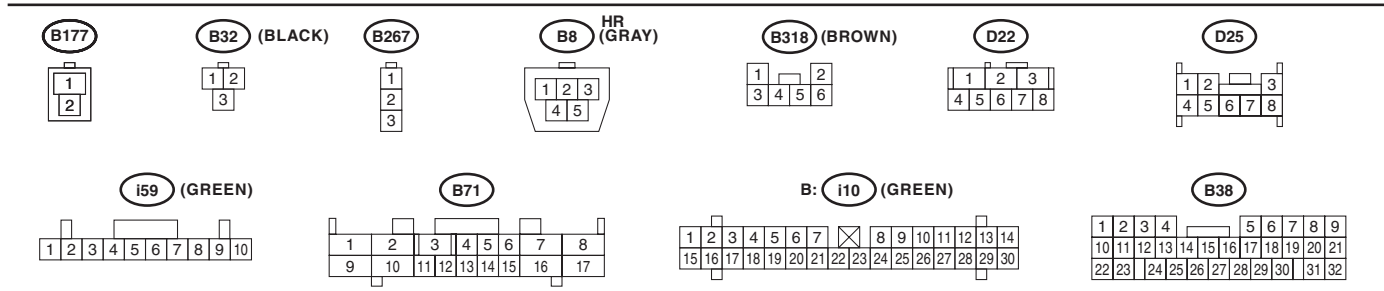 B177 B32 (BLACK) B267 B8 HR (GRAY) B318 (BROWN) D22 D25
1 1 2 1 1 2 3 1 2 1 2 3 1 2 3
2 3 2 4 5 3 4 5 6 4 5 6 7 8 4 5 6 7 8
3
i59 (GREEN) B71 B: i10 (GREEN) B38
1 2 3 4 5 6 7 8 9 10 1 2 3 4 5 6 7 8 1 2 3 4 5 6 7 8 9 10 11 12 13 14 1 2 3 4 5 6 7 8 9
9 10 11 12 13 14 15 16 17 15 16 17 18 19 20 21 22 23 24 25 26 27 28 29 30 10 11 12 13 14 15 16 17 18 19 20 21
22 23 24 25 26 27 28 29 30 31 32